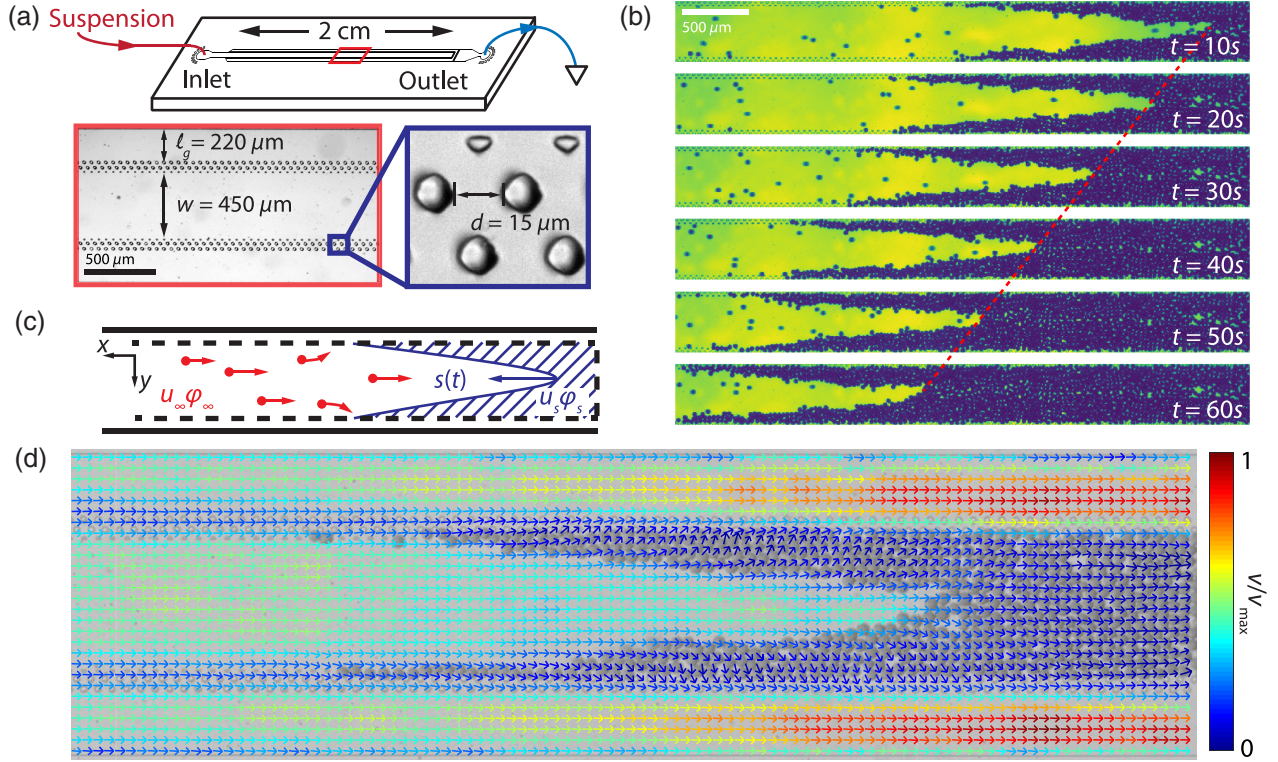 (a)
Suspension
2 cm
Inlet
Outlet
ℓg = 220 µm
w = 450 µm
500 µm
d = 15 µm
(b)
500 µm
t = 10s
t = 20s
t = 30s
t = 40s
t = 50s
t = 60s
(c)
x
y
u∞φ∞
s(t)
usφs
(d)
1
v/vmax
0